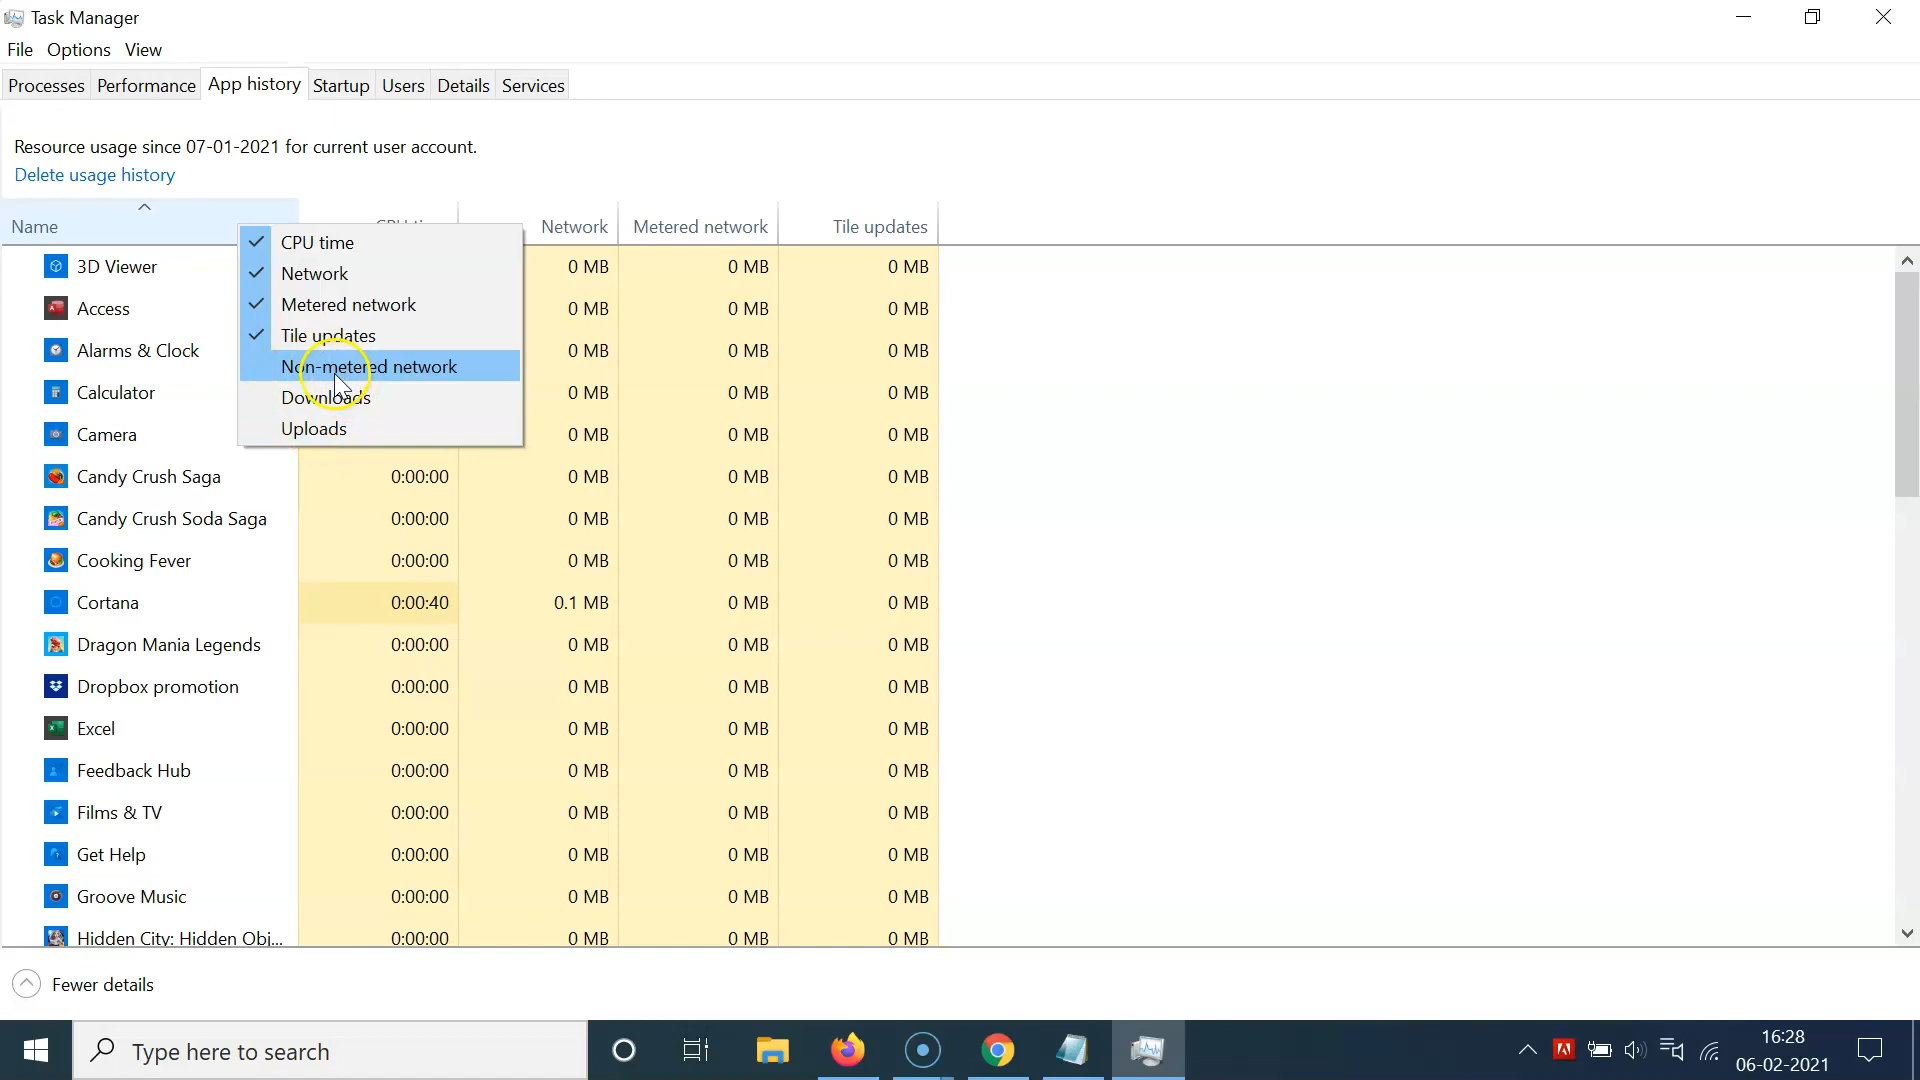 Task Manager
File Options View
Processes Performance App history Startup Users Details Services
Resource usage since 07-01-2021 for current user account.
Delete usage history
Name Network Metered network Tile updates
CPU time
Network
Metered network
Tile updates
Non-metered network
Downloads
Uploads
3D Viewer 0 MB 0 MB 0 MB
Access 0 MB 0 MB 0 MB
Alarms & Clock 0 MB 0 MB 0 MB
Calculator 0 MB 0 MB 0 MB
Camera 0 MB 0 MB 0 MB
Candy Crush Saga 0:00:00 0 MB 0 MB 0 MB
Candy Crush Soda Saga 0:00:00 0 MB 0 MB 0 MB
Cooking Fever 0:00:00 0 MB 0 MB 0 MB
Cortana 0:00:40 0.1 MB 0 MB 0 MB
Dragon Mania Legends 0:00:00 0 MB 0 MB 0 MB
Dropbox promotion 0:00:00 0 MB 0 MB 0 MB
Excel 0:00:00 0 MB 0 MB 0 MB
Feedback Hub 0:00:00 0 MB 0 MB 0 MB
Films & TV 0:00:00 0 MB 0 MB 0 MB
Get Help 0:00:00 0 MB 0 MB 0 MB
Groove Music 0:00:00 0 MB 0 MB 0 MB
Hidden City: Hidden Obj... 0:00:00 0 MB 0 MB 0 MB
Fewer details
Type here to search
16:28
06-02-2021